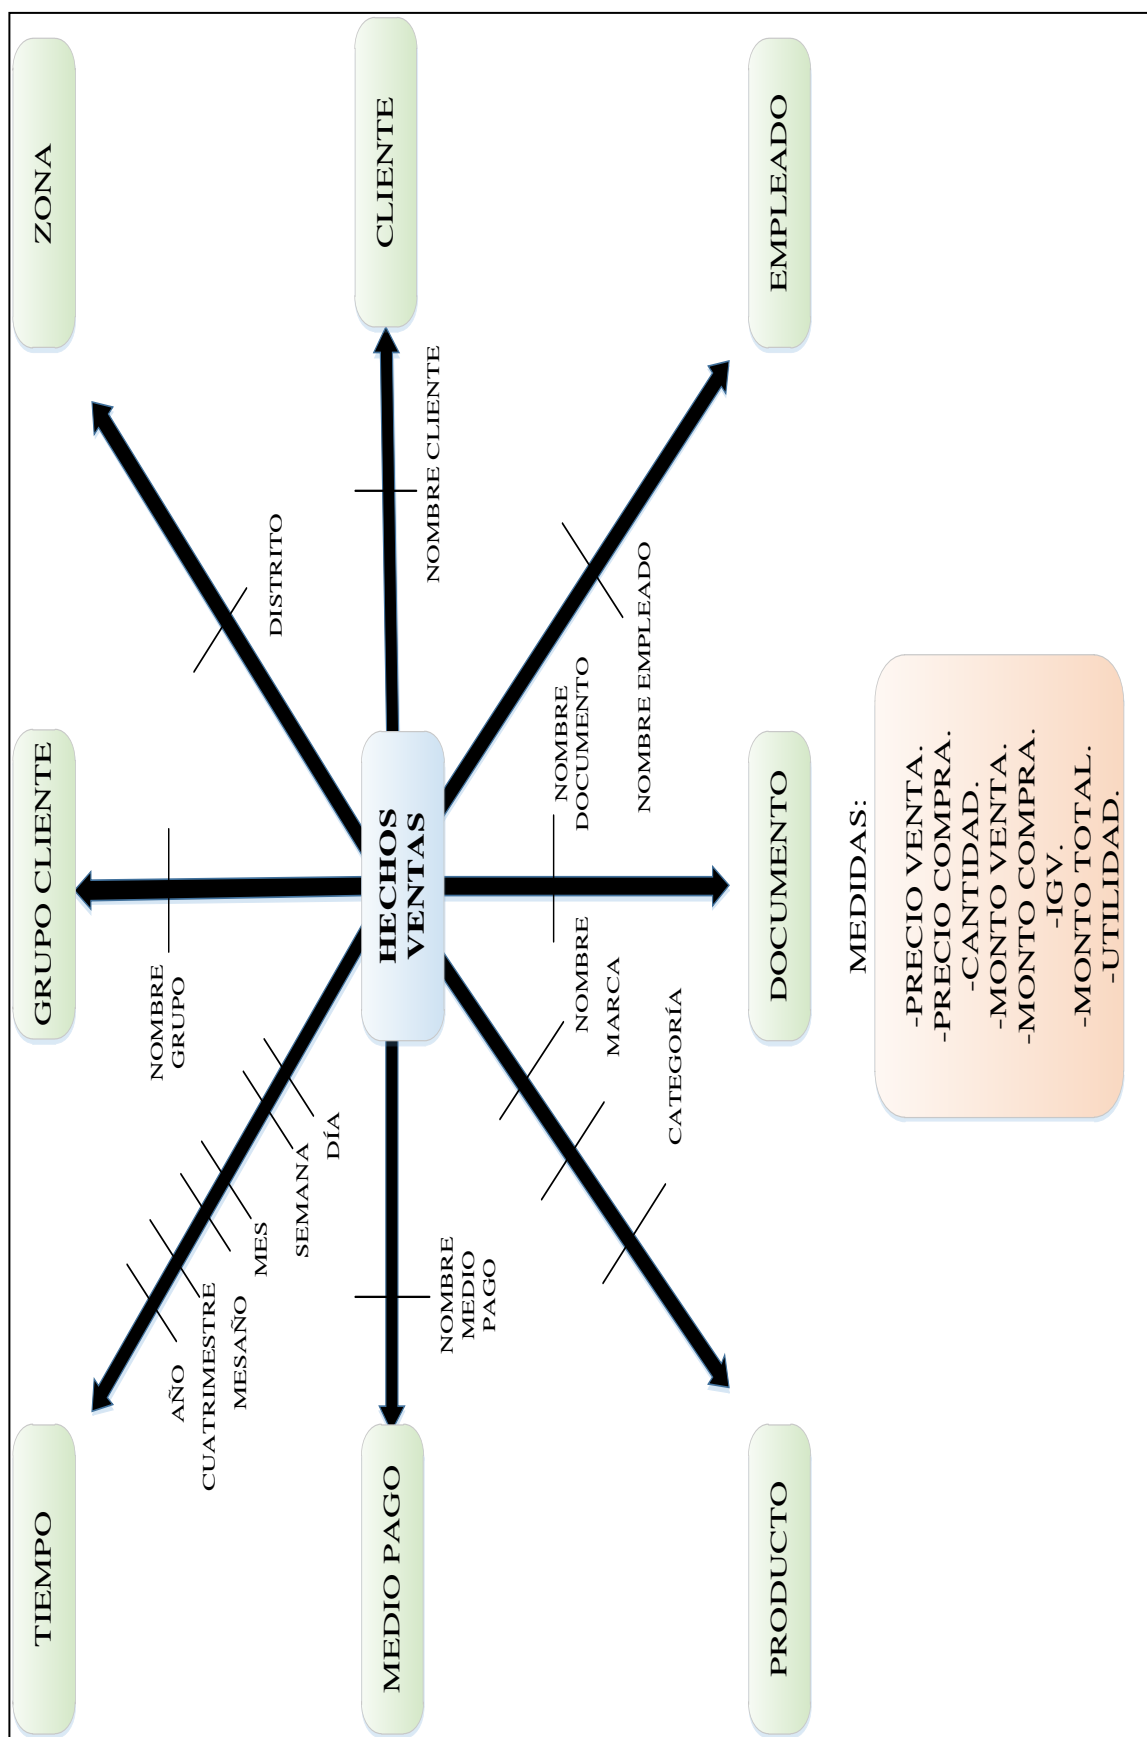 TIEMPO
GRUPO CLIENTE
ZONA
AÑO
CUATRIMESTRE
MESAÑO
MES
SEMANA
DÍA
NOMBRE
GRUPO
DISTRITO
MEDIO PAGO
NOMBRE
MEDIO
PAGO
HECHOS
VENTAS
NOMBRE CLIENTE
CLIENTE
NOMBRE
MARCA
CATEGORÍA
NOMBRE
DOCUMENTO
NOMBRE EMPLEADO
PRODUCTO
DOCUMENTO
EMPLEADO
MEDIDAS:
-PRECIO VENTA.
-PRECIO COMPRA.
-CANTIDAD.
-MONTO VENTA.
-MONTO COMPRA.
-IGV.
-MONTO TOTAL.
-UTILIDAD.